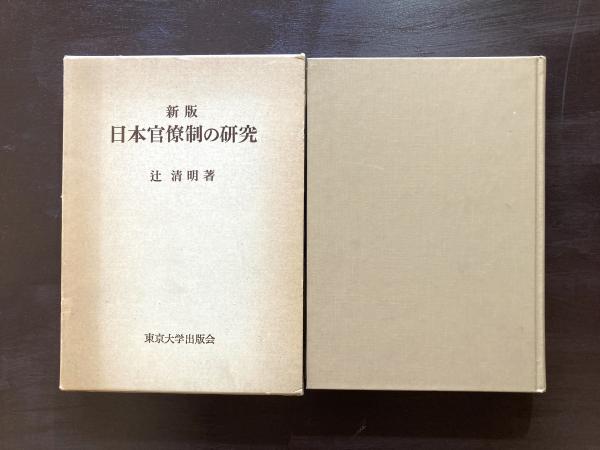 新版
日本官僚制の研究
辻 清明著
東京大学出版会